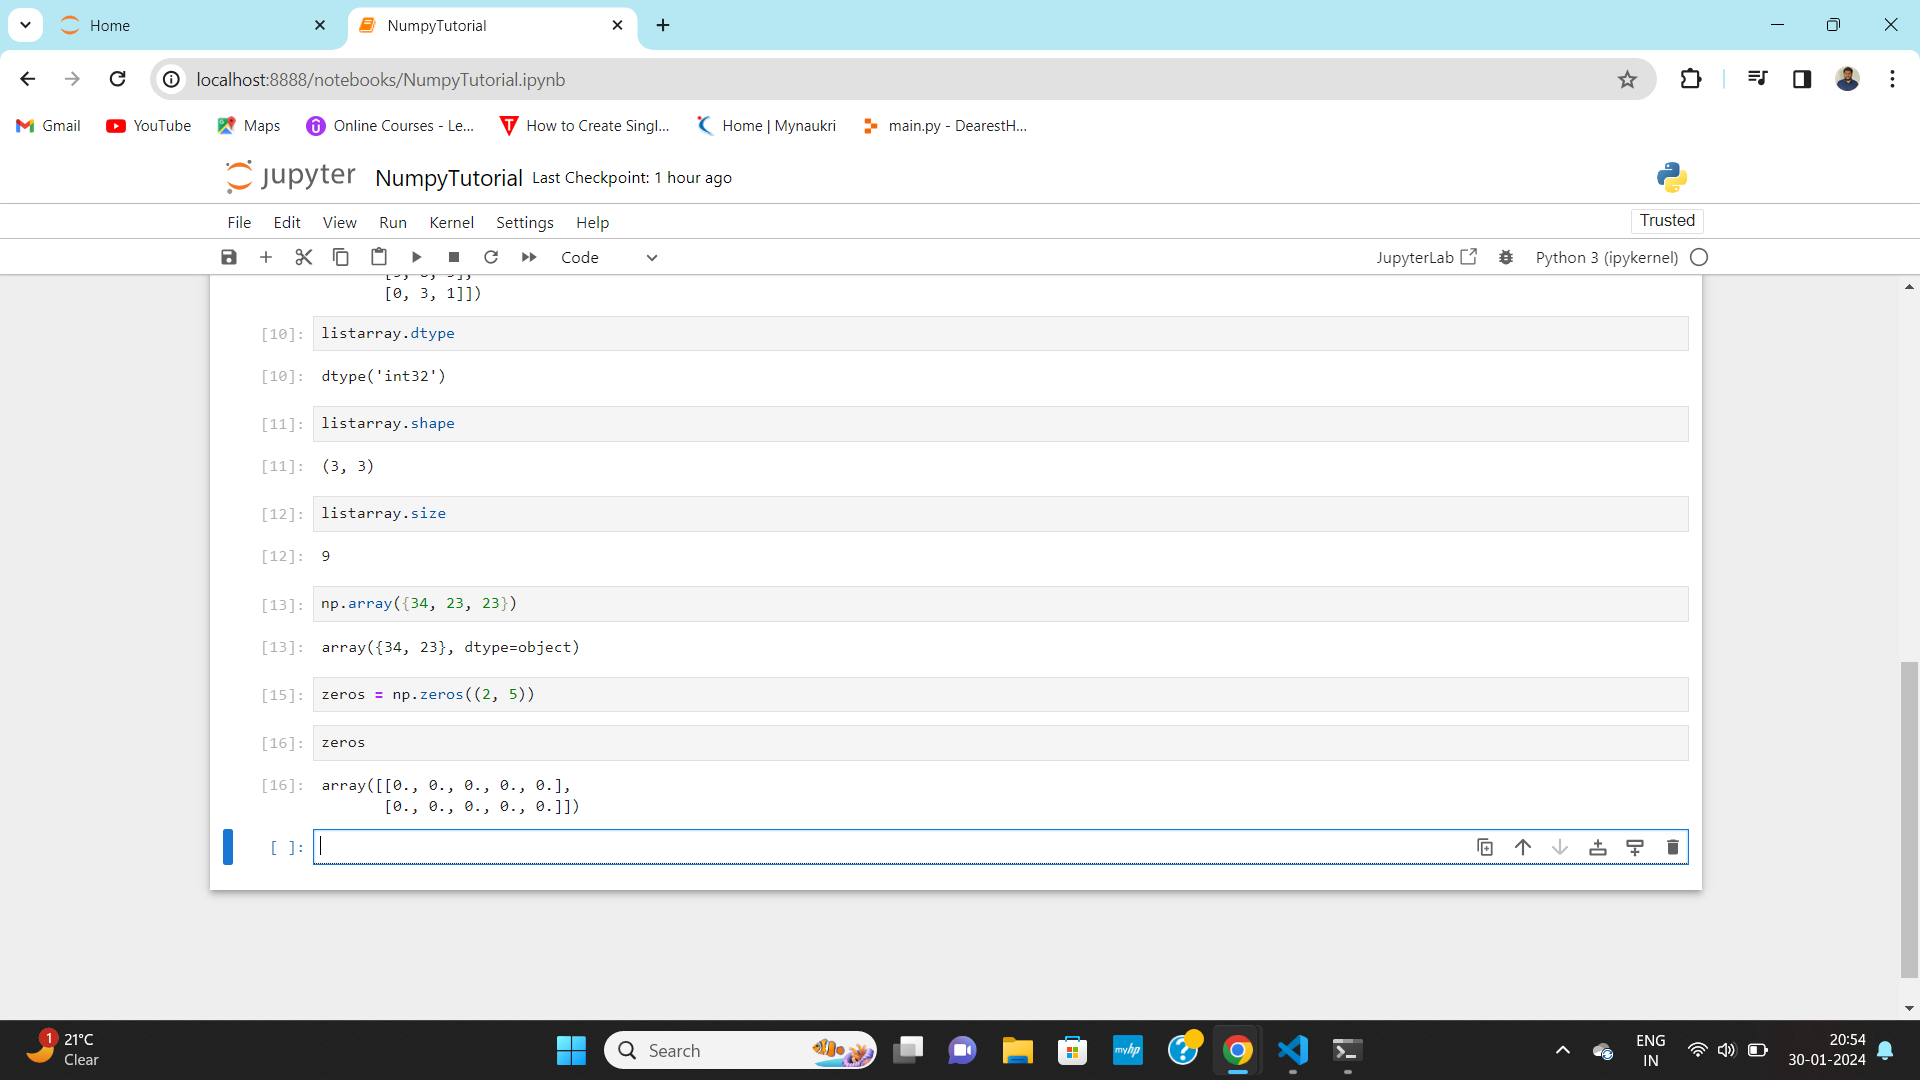 Home
NumpyTutorial
localhost:8888/notebooks/NumpyTutorial.ipynb
Gmail
YouTube
Maps
Online Courses - Le...
How to Create Singl...
Home | Mynaukri
main.py - DearestH...
jupyter NumpyTutorial Last Checkpoint: 1 hour ago
File Edit View Run Kernel Settings Help
Trusted
Code
JupyterLab
Python 3 (ipykernel)
[0, 3, 1]])
[10]: listarray.dtype
[10]: dtype('int32')
[11]: listarray.shape
[11]: (3, 3)
[12]: listarray.size
[12]: 9
[13]: np.array({34, 23, 23})
[13]: array({34, 23}, dtype=object)
[15]: zeros = np.zeros((2, 5))
[16]: zeros
[16]: array([[0., 0., 0., 0., 0.],
[0., 0., 0., 0., 0.]])
[ ]:
1
21°C
Clear
Search
myhp
ENG
IN
20:54
30-01-2024